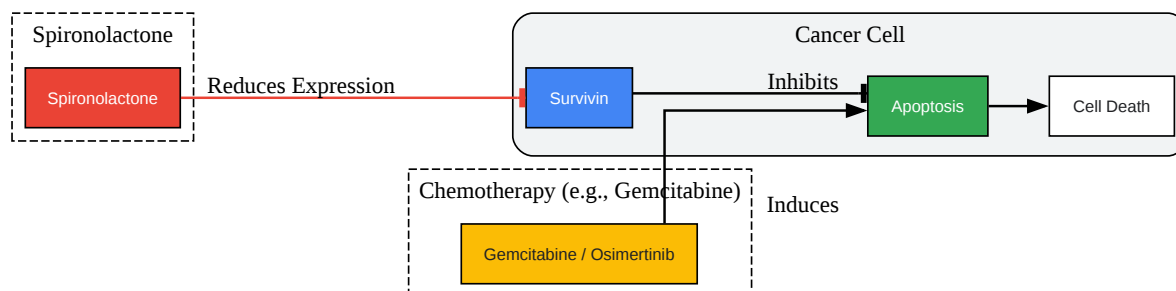 Spironolactone
Cancer Cell
Spironolactone
Reduces Expression
Survivin
Inhibits
Apoptosis
Cell Death
Chemotherapy (e.g., Gemcitabine)
Induces
Gemcitabine / Osimertinib